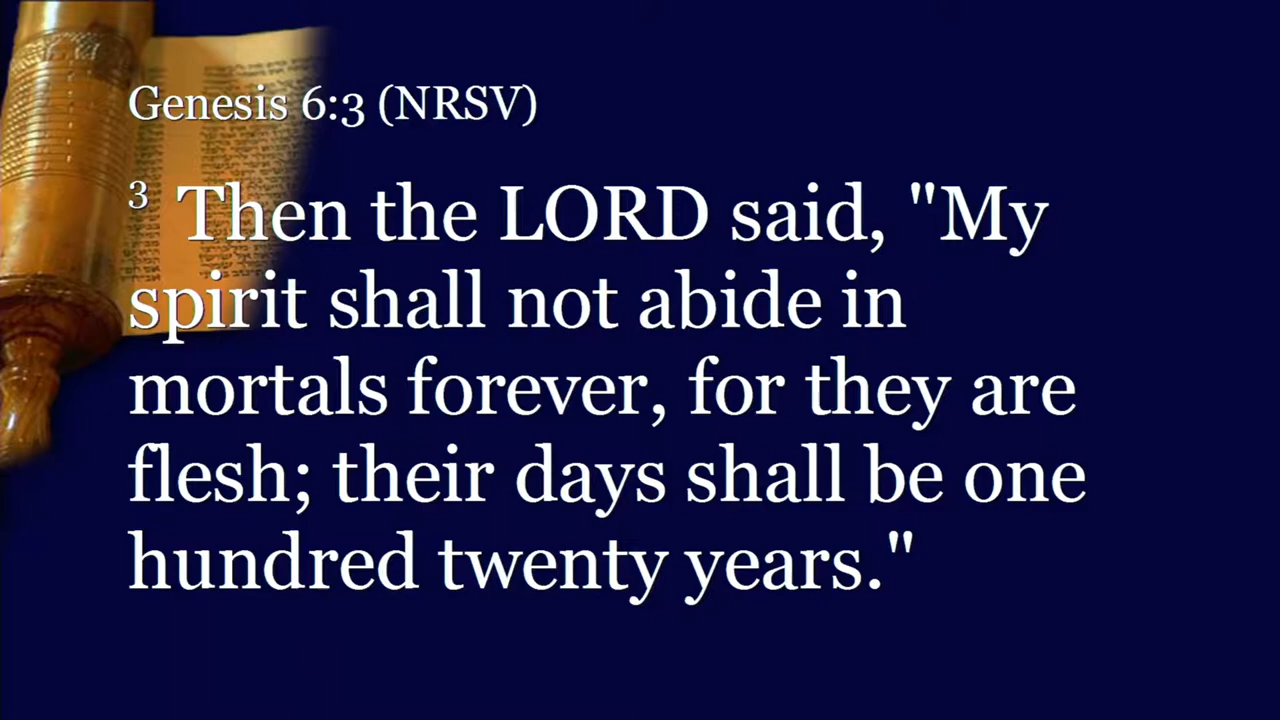 Genesis 6:3 (NRSV)
3 Then the LORD said, "My
spirit shall not abide in
mortals forever, for they are
flesh; their days shall be one
hundred twenty years."